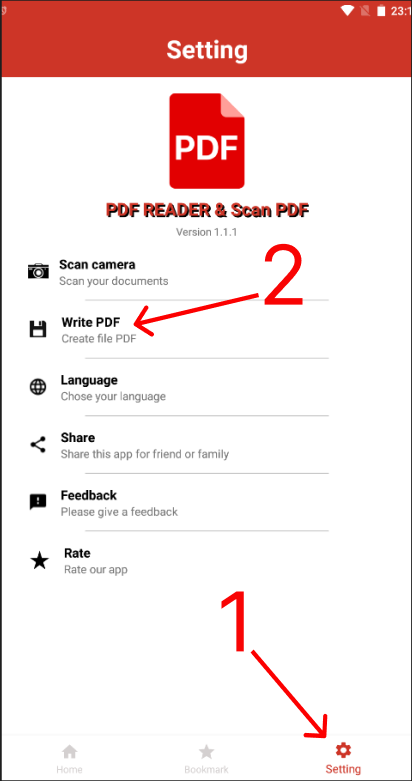 Setting
PDF
PDF READER & Scan PDF
Version 1.1.1
2
Scan camera
Scan your documents
Write PDF
Create file PDF
Language
Chose your language
Share
Share this app for friend or family
Feedback
Please give a feedback
Rate
Rate our app
1
Home
Bookmark
Setting